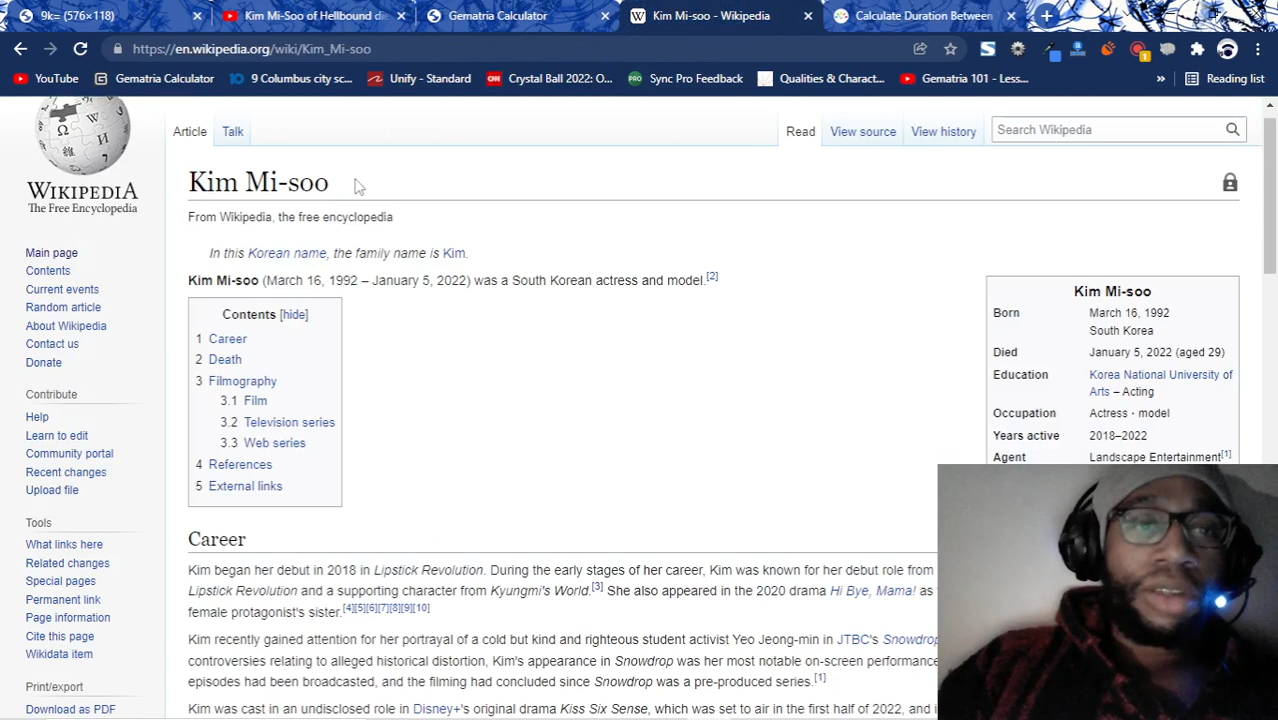 9k= (576×118)
Kim Mi-Soo of Hellbound di
Gematria Calculator
Kim Mi-soo - Wikipedia
Calculate Duration Between
https://en.wikipedia.org/wiki/Kim_Mi-soo
YouTube
Gematria Calculator
9 Columbus city sc...
Unify - Standard
Crystal Ball 2022: O...
Sync Pro Feedback
Qualities & Charact...
Gematria 101 - Less...
»
Reading list
WIKIPEDIA
The Free Encyclopedia
Main page
Contents
Current events
Random article
About Wikipedia
Contact us
Donate
Contribute
Help
Learn to edit
Community portal
Recent changes
Upload file
Tools
What links here
Related changes
Special pages
Permanent link
Page information
Cite this page
Wikidata item
Print/export
Download as PDF
Article
Talk
Read
View source
View history
Search Wikipedia
Kim Mi-soo
From Wikipedia, the free encyclopedia
In this Korean name, the family name is Kim.
Kim Mi-soo (March 16, 1992 – January 5, 2022) was a South Korean actress and model.[2]
Contents [hide]
1 Career
2 Death
3 Filmography
3.1 Film
3.2 Television series
3.3 Web series
4 References
5 External links
Kim Mi-soo
Born March 16, 1992
South Korea
Died January 5, 2022 (aged 29)
Education Korea National University of
Arts – Acting
Occupation Actress · model
Years active 2018–2022
Agent Landscape Entertainment[1]
Career
Kim began her debut in 2018 in Lipstick Revolution. During the early stages of her career, Kim was known for her debut role from
Lipstick Revolution and a supporting character from Kyungmi's World.[3] She also appeared in the 2020 drama Hi Bye, Mama! as
female protagonist's sister.[4][5][6][7][8][9][10]
Kim recently gained attention for her portrayal of a cold but kind and righteous student activist Yeo Jeong-min in JTBC's Snowdrop
controversies relating to alleged historical distortion, Kim's appearance in Snowdrop was her most notable on-screen performance
episodes had been broadcasted, and the filming had concluded since Snowdrop was a pre-produced series.[1]
Kim was cast in an undisclosed role in Disney+'s original drama Kiss Six Sense, which was set to air in the first half of 2022, and i